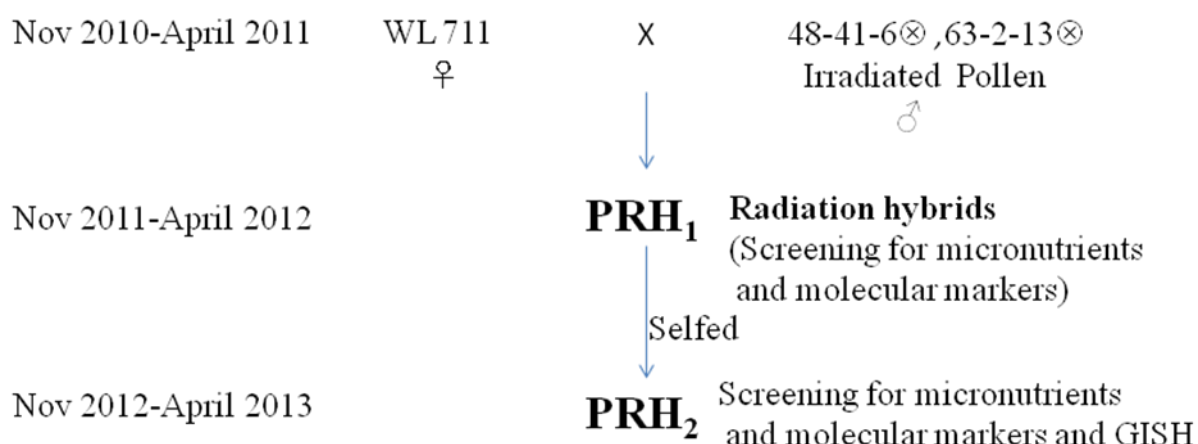 Nov 2010-April 2011 WL 711 X 48-41-6⊗ ,63-2-13⊗
♀ Irradiated Pollen
♂
Nov 2011-April 2012 PRH₁ Radiation hybrids
(Screening for micronutrients
and molecular markers)
Selfed
Nov 2012-April 2013 PRH₂ Screening for micronutrients
and molecular markers and GISH